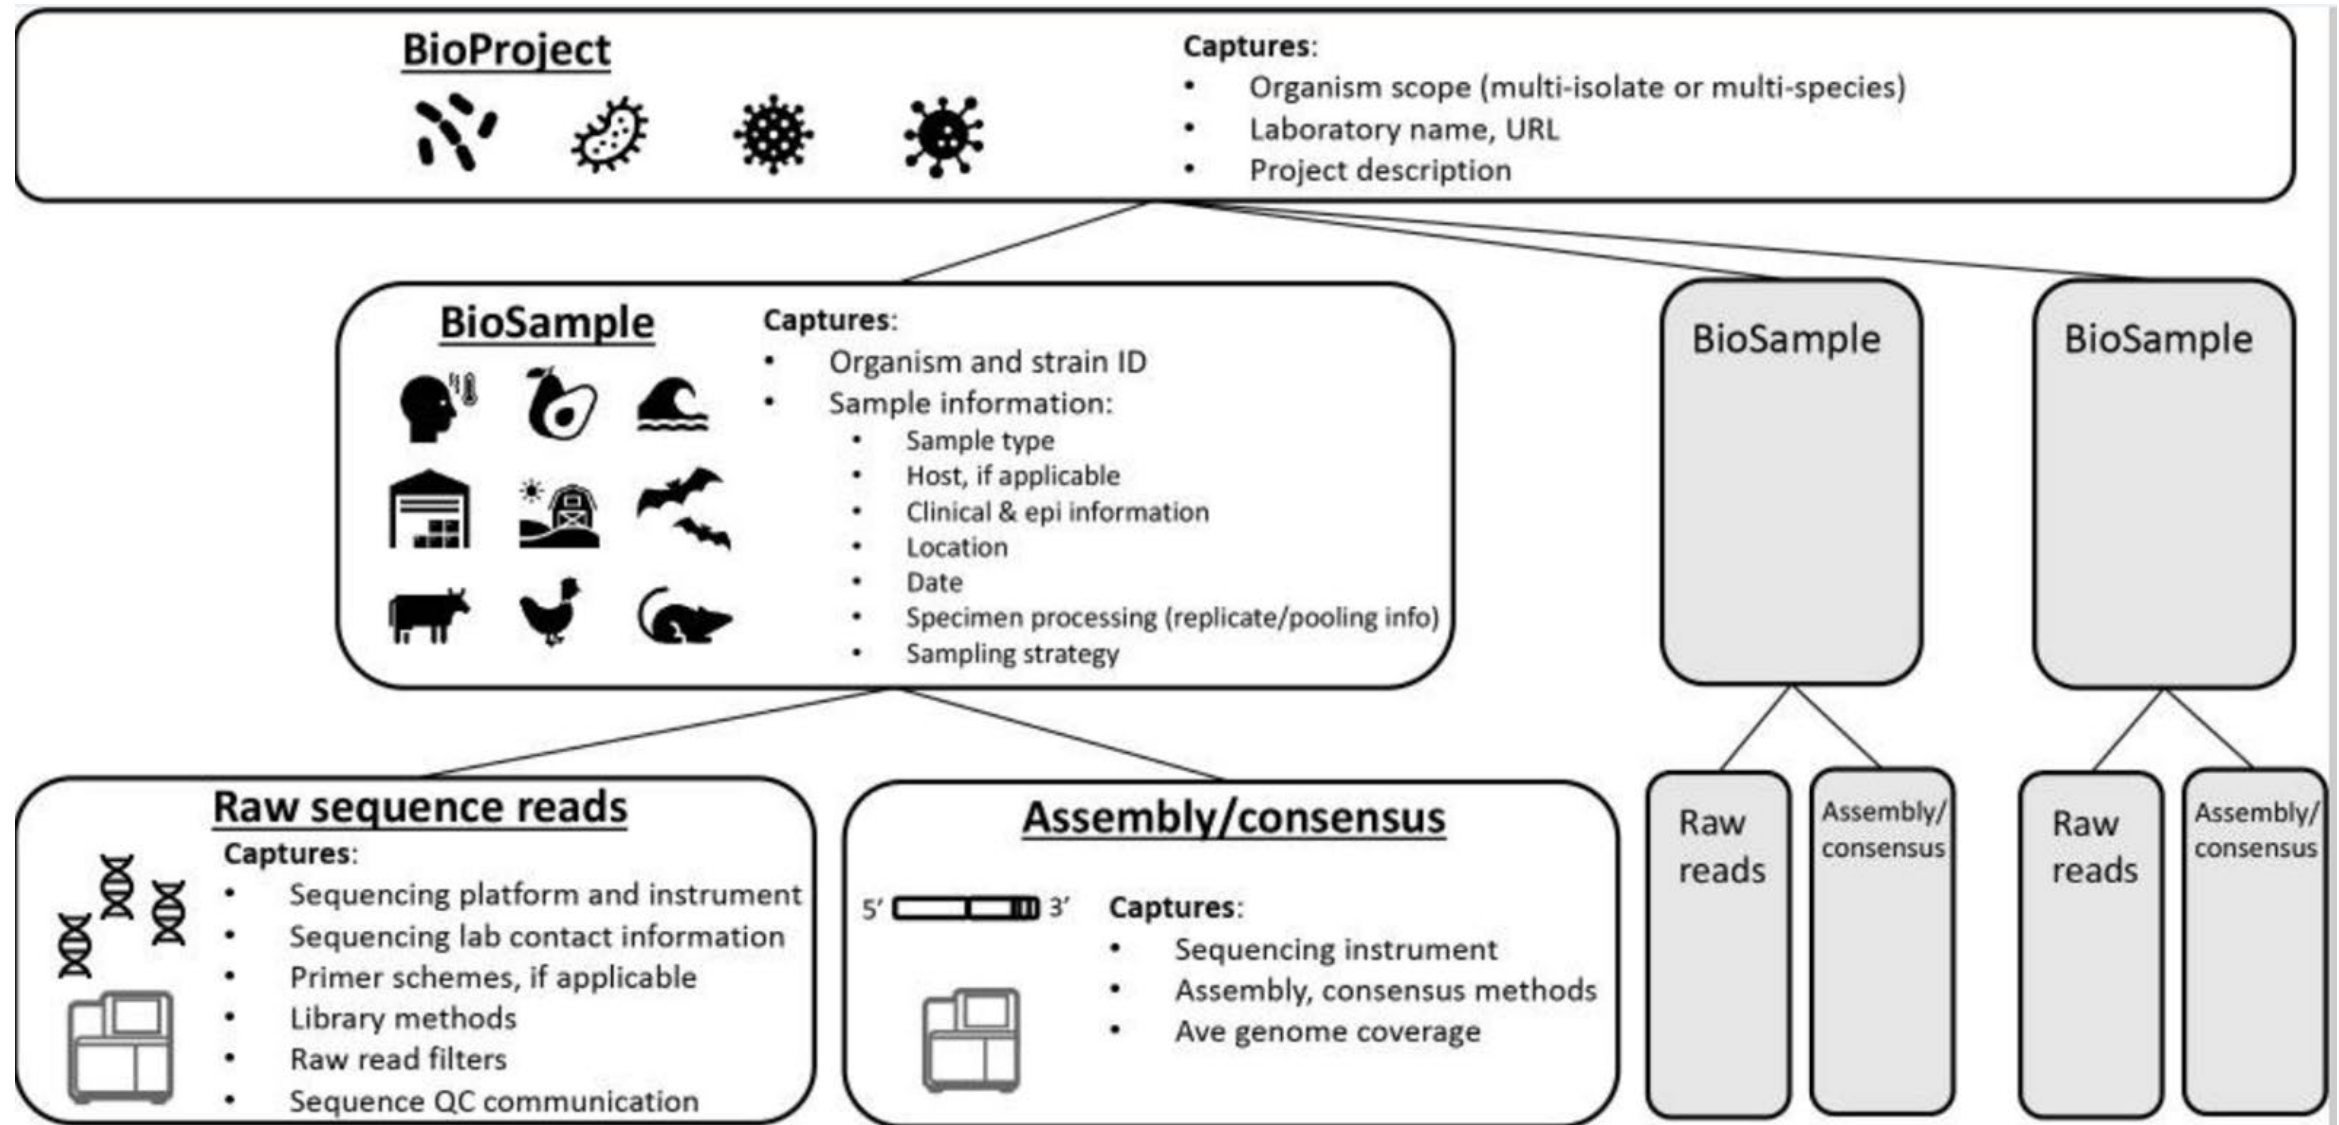 BioProject
Captures:
• Organism scope (multi-isolate or multi-species)
• Laboratory name, URL
• Project description
BioSample
Captures:
• Organism and strain ID
• Sample information:
• Sample type
• Host, if applicable
• Clinical & epi information
• Location
• Date
• Specimen processing (replicate/pooling info)
• Sampling strategy
BioSample
BioSample
Raw sequence reads
Captures:
• Sequencing platform and instrument
• Sequencing lab contact information
• Primer schemes, if applicable
• Library methods
• Raw read filters
• Sequence QC communication
Assembly/consensus
5’ 3’
Captures:
• Sequencing instrument
• Assembly, consensus methods
• Ave genome coverage
Raw
reads
Assembly/
consensus
Raw
reads
Assembly/
consensus